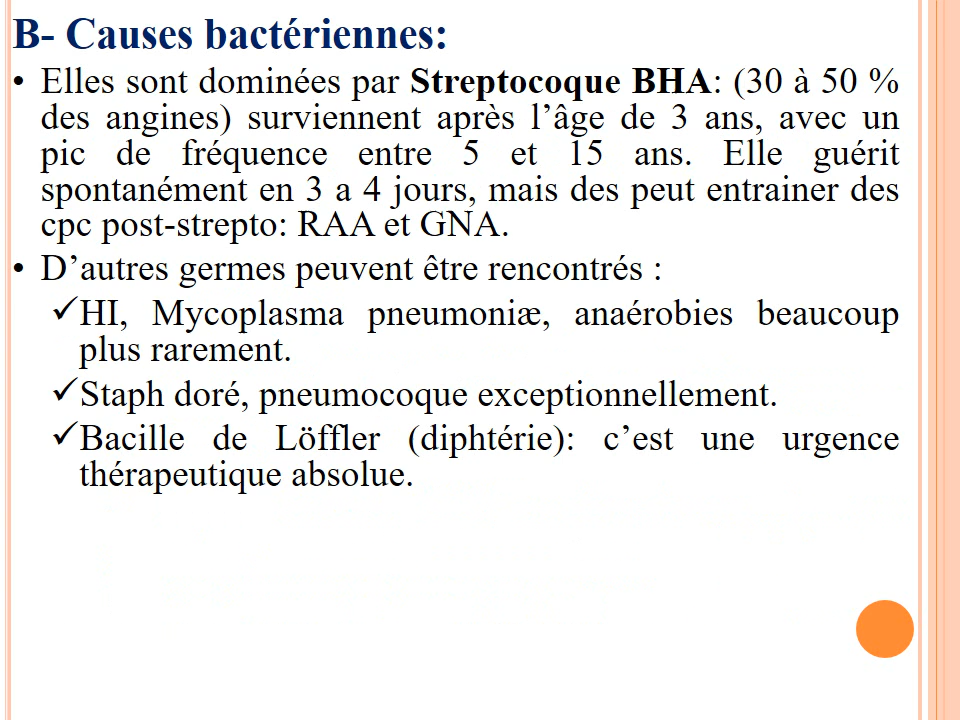 B- Causes bactériennes:
• Elles sont dominées par Streptocoque BHA: (30 à 50 %
des angines) surviennent après l’âge de 3 ans, avec un
pic de fréquence entre 5 et 15 ans. Elle guérit
spontanément en 3 a 4 jours, mais des peut entrainer des
cpc post-strepto: RAA et GNA.
• D’autres germes peuvent être rencontrés :
✓HI, Mycoplasma pneumoniæ, anaérobies beaucoup
plus rarement.
✓Staph doré, pneumocoque exceptionnellement.
✓Bacille de Löffler (diphtérie): c’est une urgence
thérapeutique absolue.